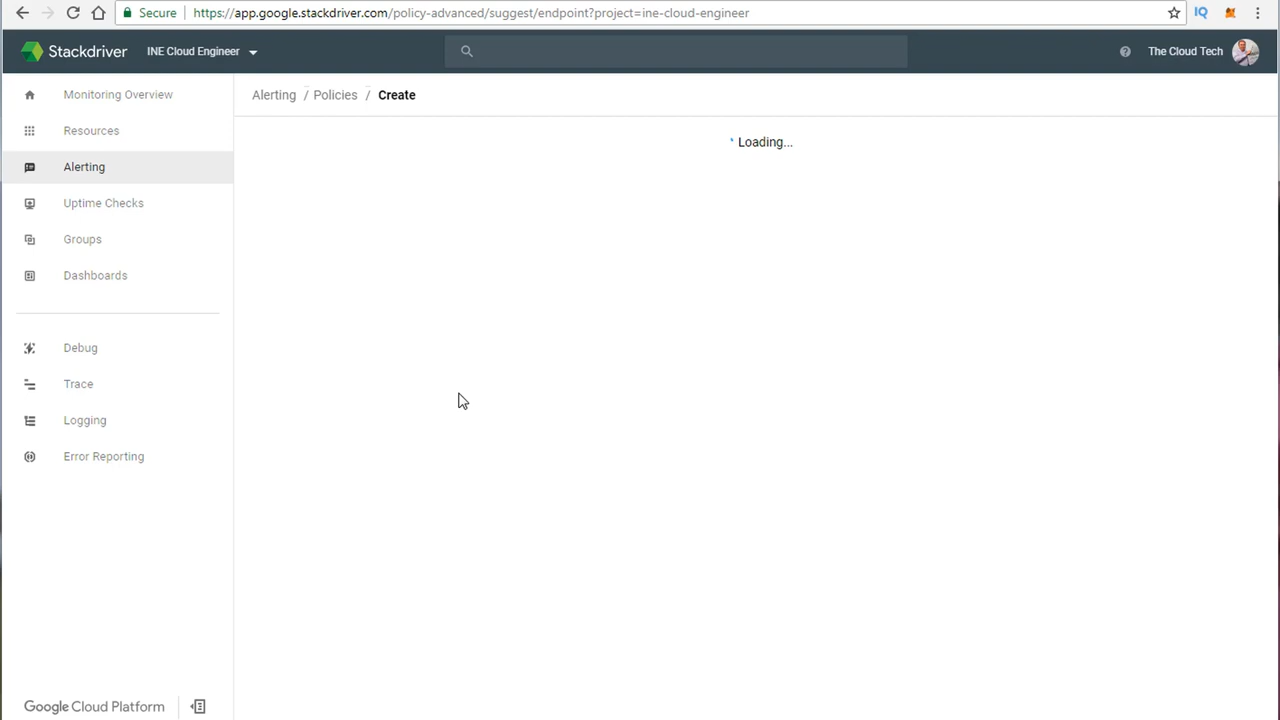 Secure https://app.google.stackdriver.com/policy-advanced/suggest/endpoint?project=ine-cloud-engineer IQ
Stackdriver INE Cloud Engineer The Cloud Tech
Monitoring Overview
Resources
Alerting
Uptime Checks
Groups
Dashboards
Debug
Trace
Logging
Error Reporting
Google Cloud Platform
Alerting / Policies / Create
Loading...